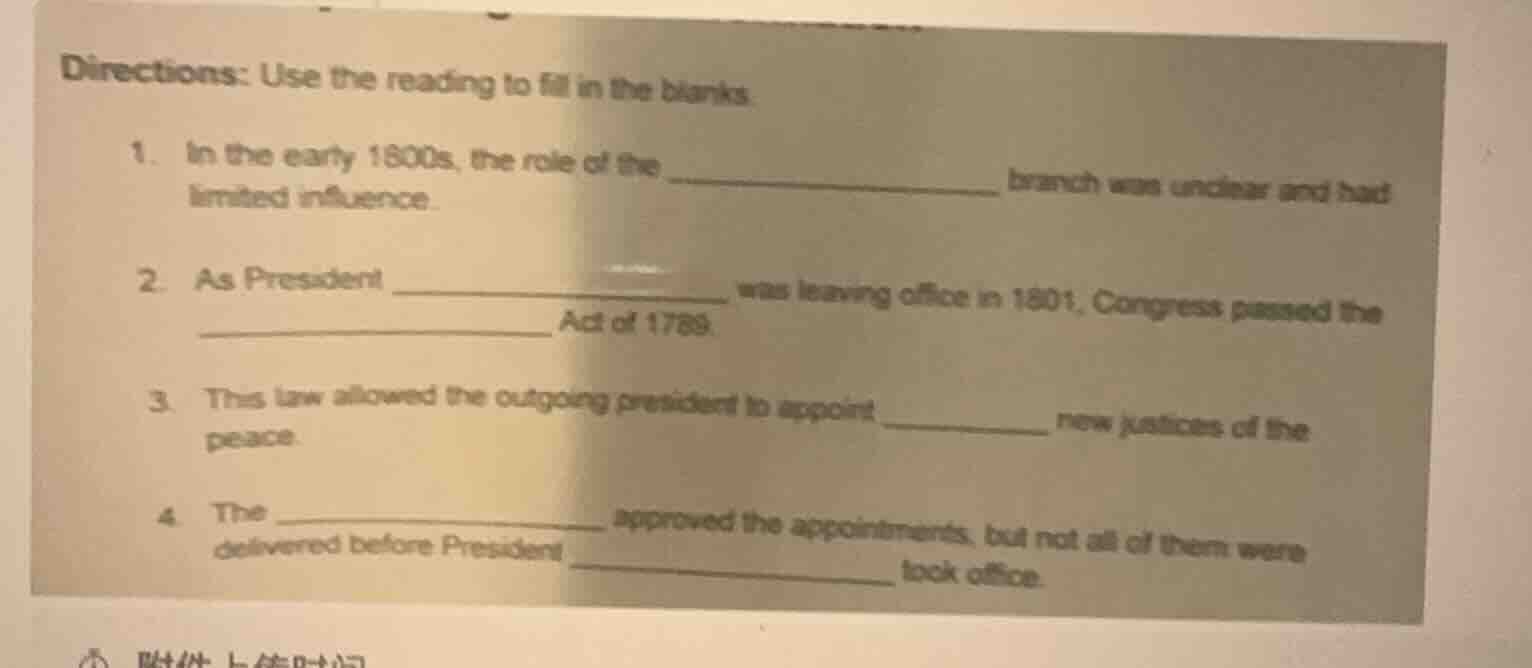 Directions: Use the reading to fill in the blanks.
1. In the early 1800s, the role of the ____________ branch was unclear and had
limited influence.
2. As President ____________ was leaving office in 1801, Congress passed the
____________ Act of 1789.
3. This law allowed the outgoing president to appoint ______ new justices of the
peace.
4. The ____________ approved the appointments, but not all of them were
delivered before President ____________ took office.